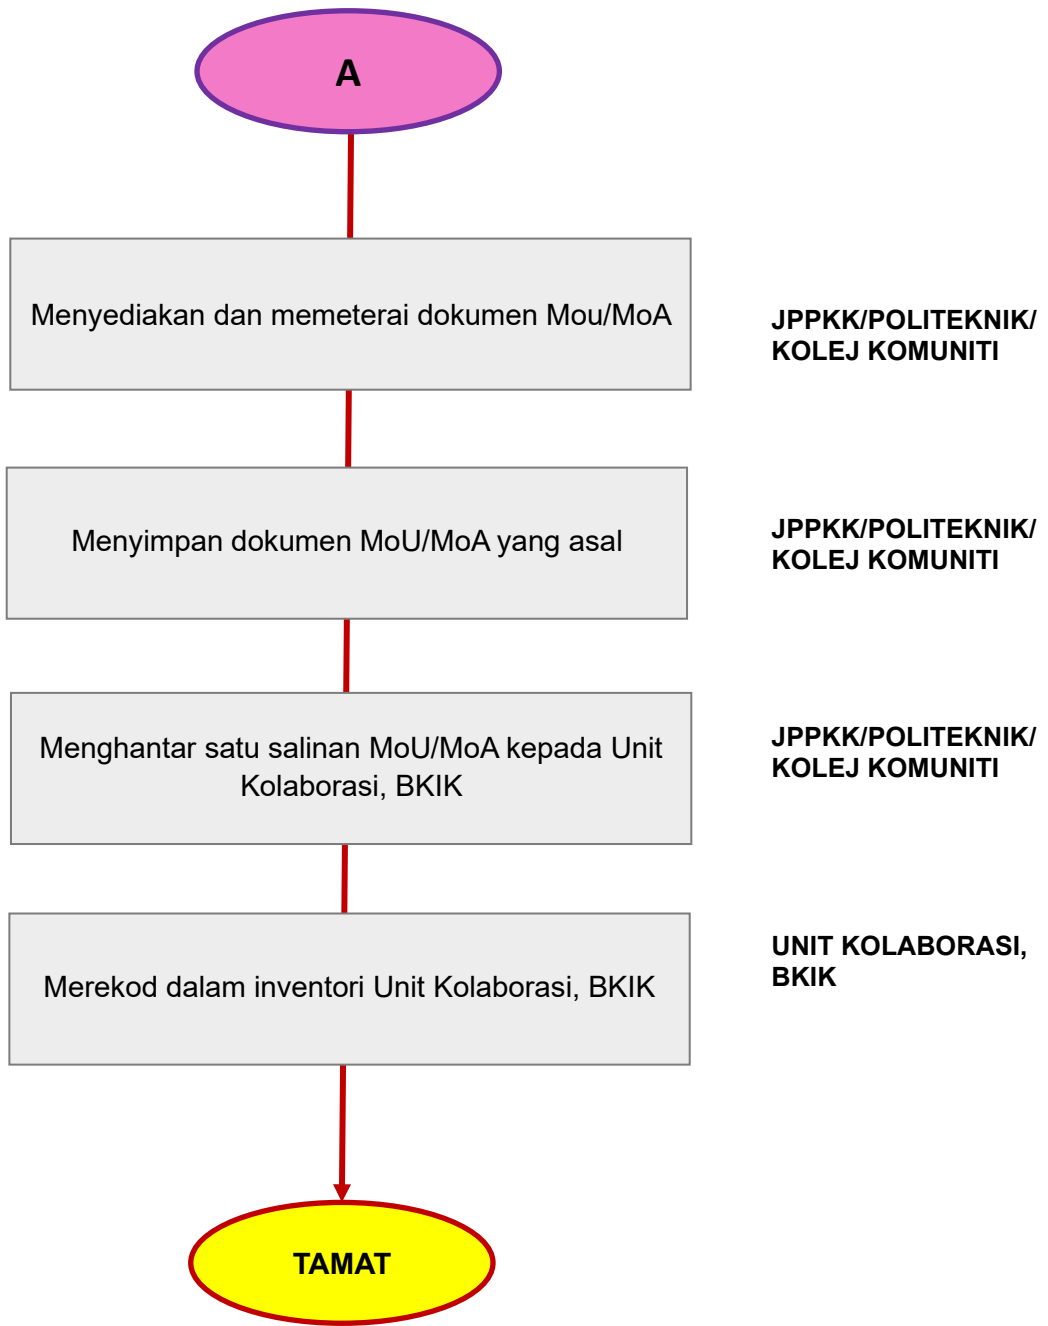 A
Menyediakan dan memeterai dokumen Mou/MoA
JPPKK/POLITEKNIK/
KOLEJ KOMUNITI
Menyimpan dokumen MoU/MoA yang asal
JPPKK/POLITEKNIK/
KOLEJ KOMUNITI
Menghantar satu salinan MoU/MoA kepada Unit
Kolaborasi, BKIK
JPPKK/POLITEKNIK/
KOLEJ KOMUNITI
Merekod dalam inventori Unit Kolaborasi, BKIK
UNIT KOLABORASI,
BKIK
TAMAT